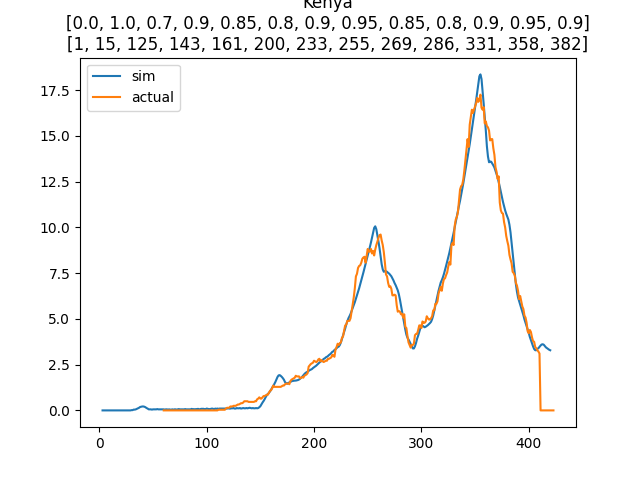 Kenya
[0.0, 1.0, 0.7, 0.9, 0.85, 0.8, 0.9, 0.95, 0.85, 0.8, 0.9, 0.95, 0.9]
[1, 15, 125, 143, 161, 200, 233, 255, 269, 286, 331, 358, 382]
sim
actual
17.5
15.0
12.5
10.0
7.5
5.0
2.5
0.0
0 100 200 300 400